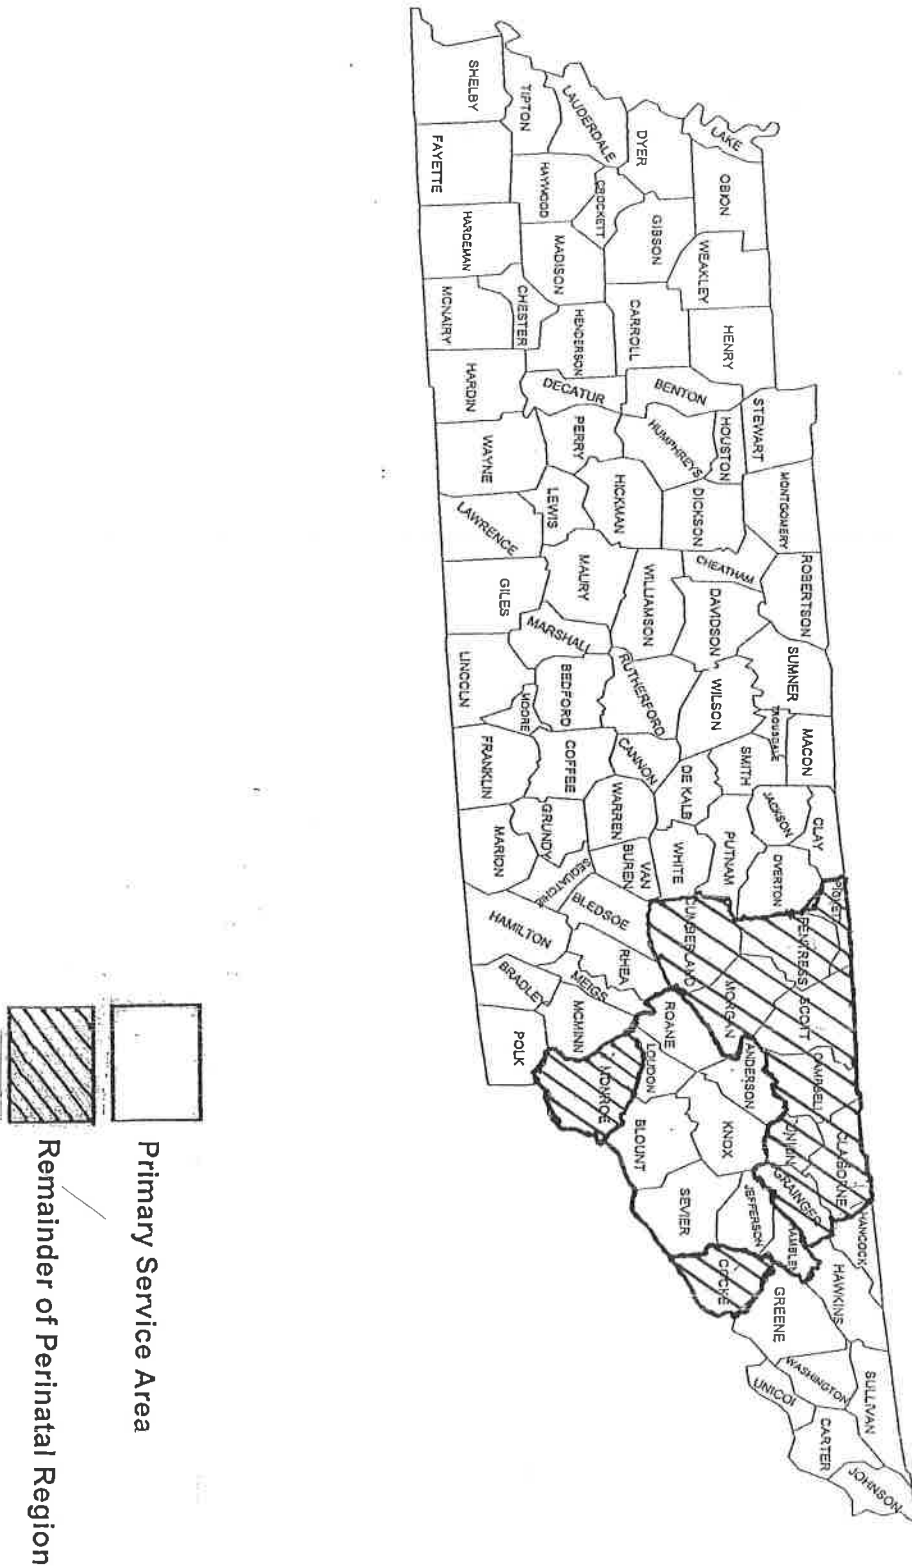 LAKE
OBION
WEAKLEY
HENRY
STEWART
MONTGOMERY
ROBERTSON
SUMNER
TROUSDALE
MACON
CLAY
PICKETT
FENTRESS
SCOTT
CAMPBELL
CLAIBORNE
HANCOCK
HAWKINS
SULLIVAN
JOHNSON
DYER
GIBSON
CARROLL
BENTON
HOUSTON
HUMPHREYS
DICKSON
CHEATHAM
DAVIDSON
WILSON
SMITH
JACKSON
PUTNAM
OVERTON
CUMBERLAND
MORGAN
ANDERSON
UNION
GRAINGER
HAMBLEN
GREENE
WASHINGTON
UNICOI
CARTER
LAUDERDALE
CROCKETT
TIPTON
HAYWOOD
MADISON
HENDERSON
CHESTER
DECATUR
PERRY
HICKMAN
LEWIS
MAURY
WILLIAMSON
MARSHALL
RUTHERFORD
BEDFORD
CANNON
DE KALB
WARREN
WHITE
VAN
BUREN
COFFEE
GRUNDY
SEQUATCHIE
BLEDSOE
RHEA
MEIGS
ROANE
LOUDON
KNOX
JEFFERSON
SEVIER
BLOUNT
MONROE
COCKE
SHELBY
FAYETTE
HARDEMAN
MCNAIRY
HARDIN
WAYNE
LAWRENCE
GILES
LINCOLN
MOORE
FRANKLIN
MARION
HAMILTON
BRADLEY
MCMINN
POLK
Primary Service Area
Remainder of Perinatal Region